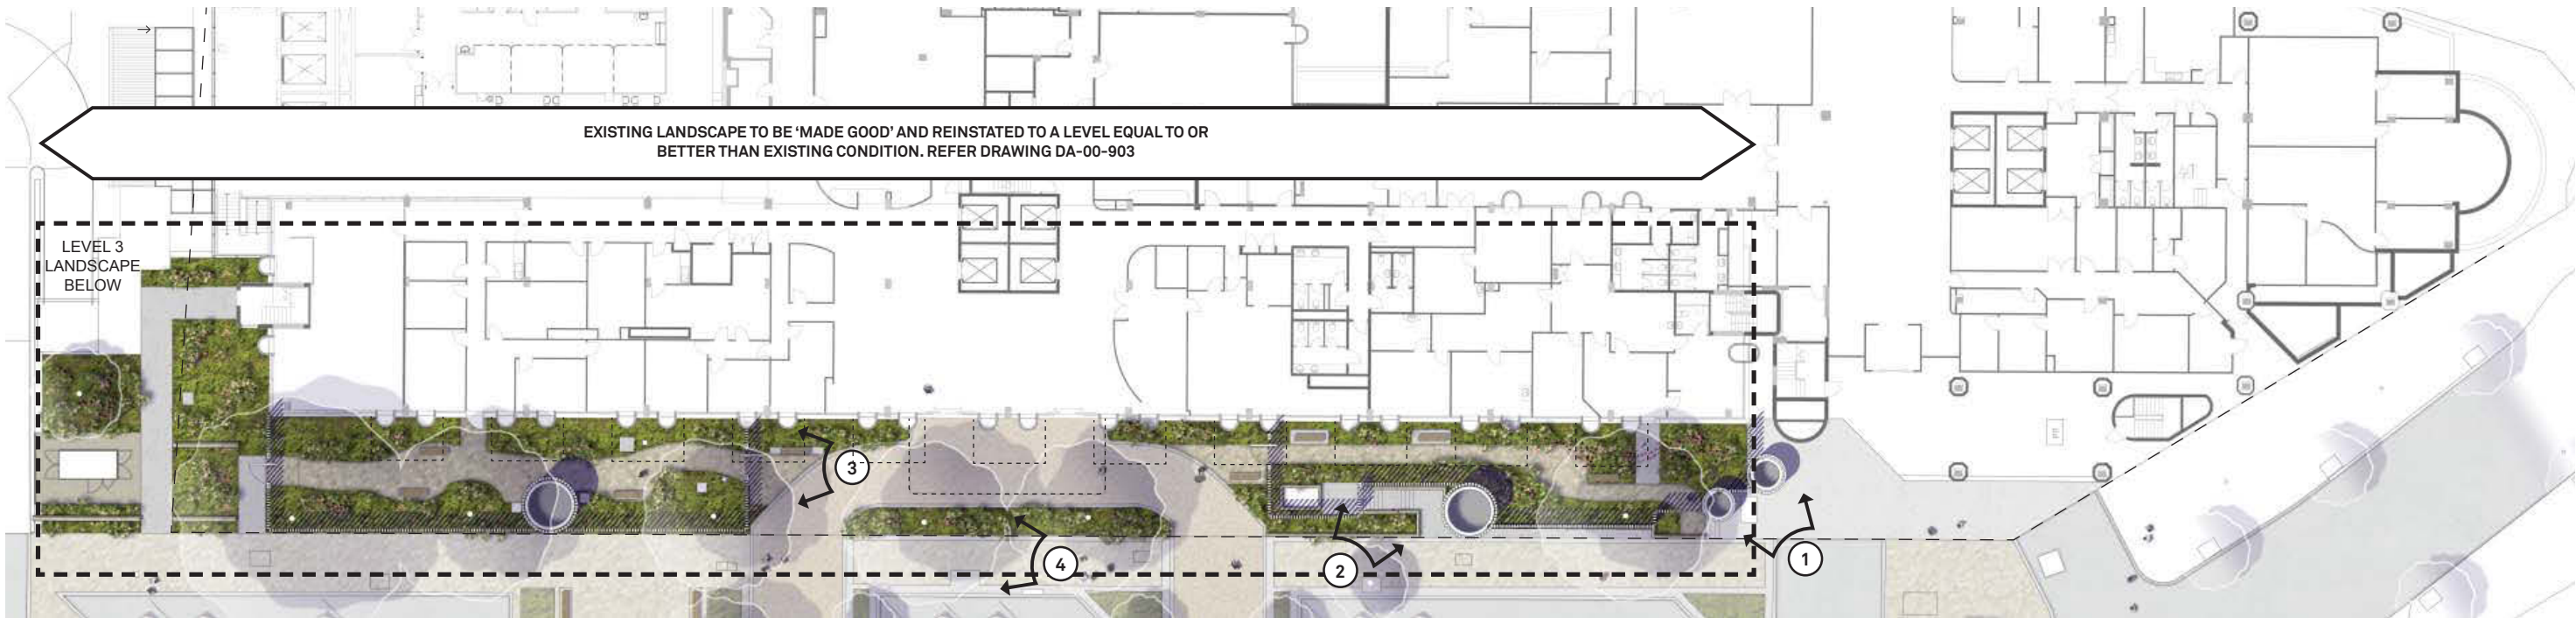 EXISTING LANDSCAPE TO BE ‘MADE GOOD’ AND REINSTATED TO A LEVEL EQUAL TO OR
BETTER THAN EXISTING CONDITION. REFER DRAWING DA-00-903
LEVEL 3
LANDSCAPE
BELOW
3
4
2
1